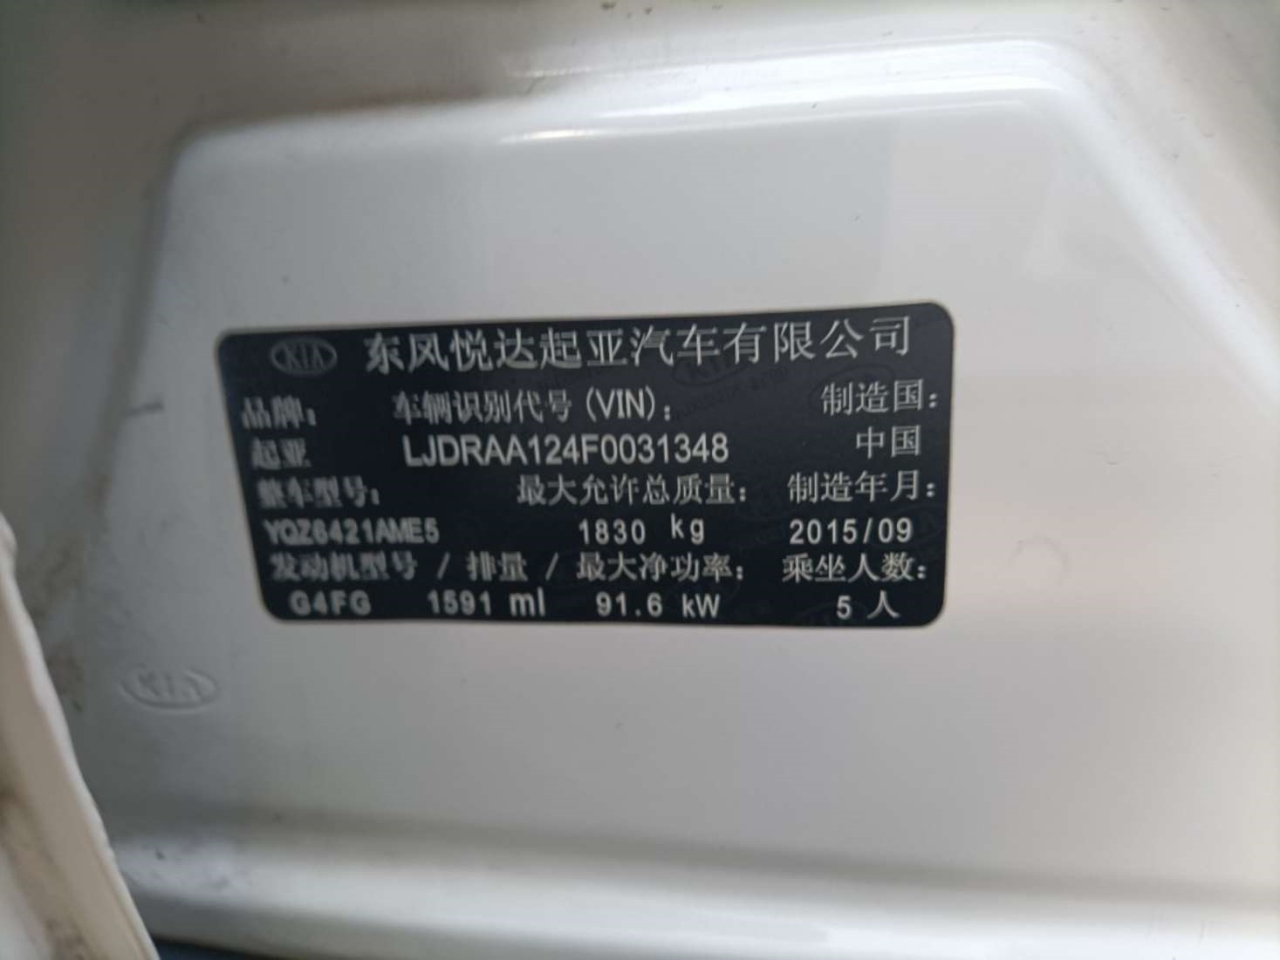 KIA 东风悦达起亚汽车有限公司
品牌: 车辆识别代号(VIN): 制造国:
起亚 LJDRAA124F0031348 中国
整车型号: 最大允许总质量: 制造年月:
YQZ6421AME5 1830 kg 2015/09
发动机型号 / 排量 / 最大净功率: 乘坐人数:
G4FG 1591 ml 91.6 kW 5 人
KIA